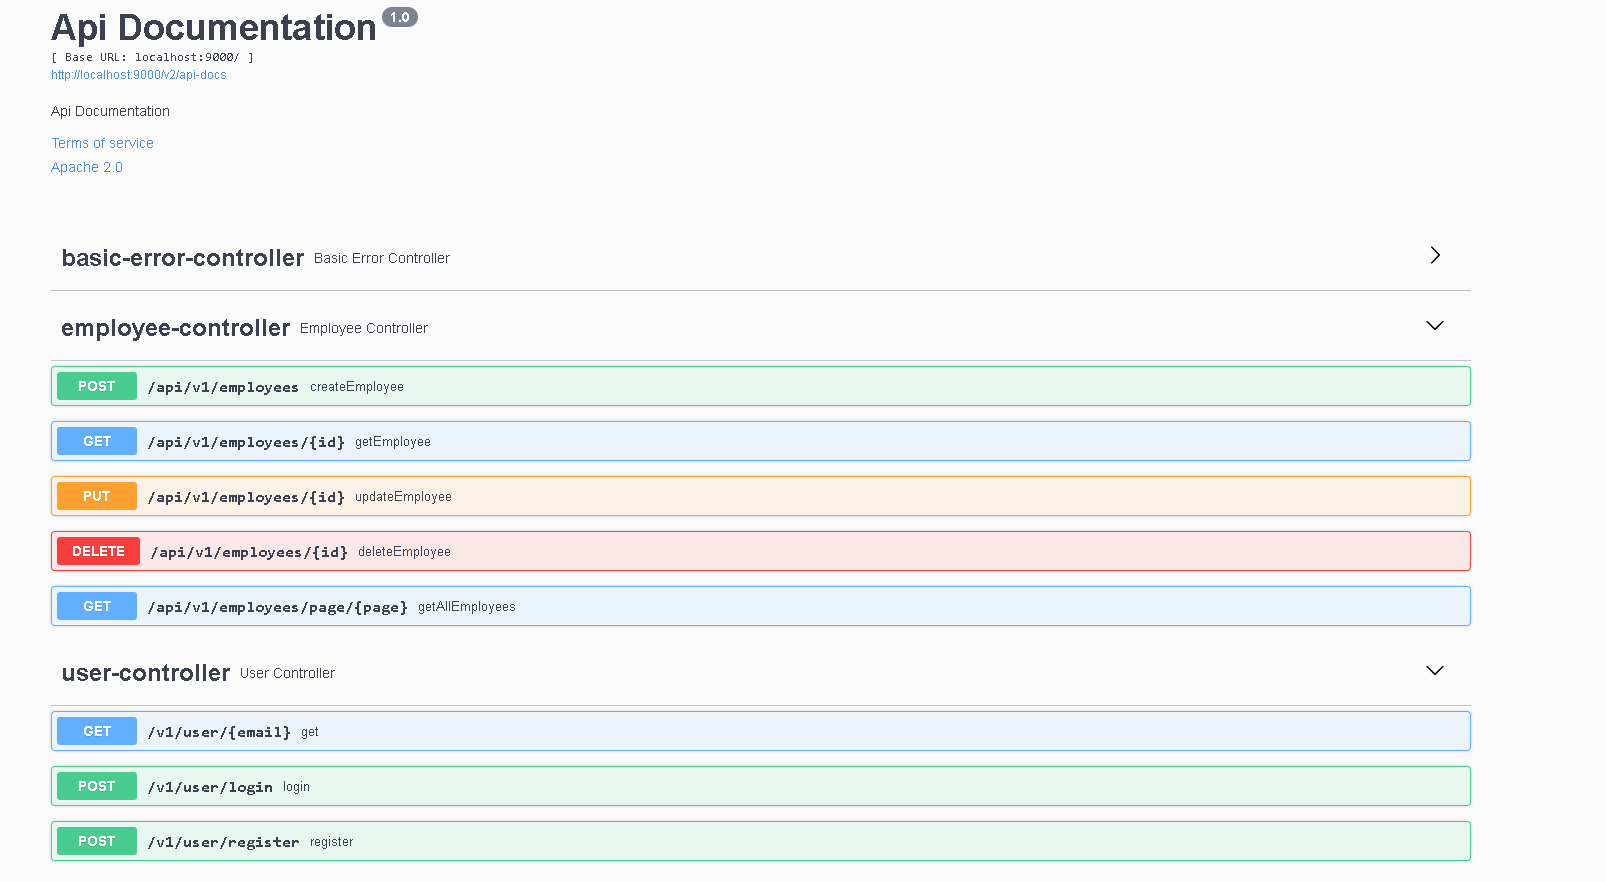 Api Documentation 1.0
[ Base URL: localhost:9000/ ]
http://localhost:9000/v2/api-docs
Api Documentation
Terms of service
Apache 2.0
basic-error-controller Basic Error Controller
employee-controller Employee Controller
POST /api/v1/employees createEmployee
GET /api/v1/employees/{id} getEmployee
PUT /api/v1/employees/{id} updateEmployee
DELETE /api/v1/employees/{id} deleteEmployee
GET /api/v1/employees/page/{page} getAllEmployees
user-controller User Controller
GET /v1/user/{email} get
POST /v1/user/login login
POST /v1/user/register register